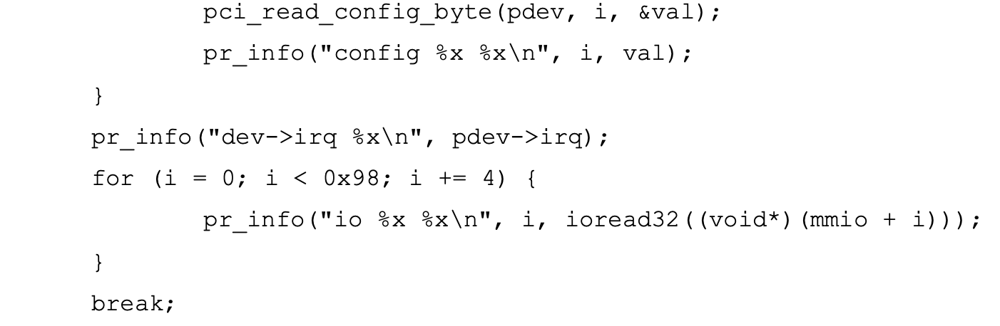 pci_read_config_byte(pdev, i, &val);
pr_info("config %x %x\n", i, val);
}
pr_info("dev->irq %x\n", pdev->irq);
for (i = 0; i < 0x98; i += 4) {
pr_info("io %x %x\n", i, ioread32((void*)(mmio + i)));
}
break;